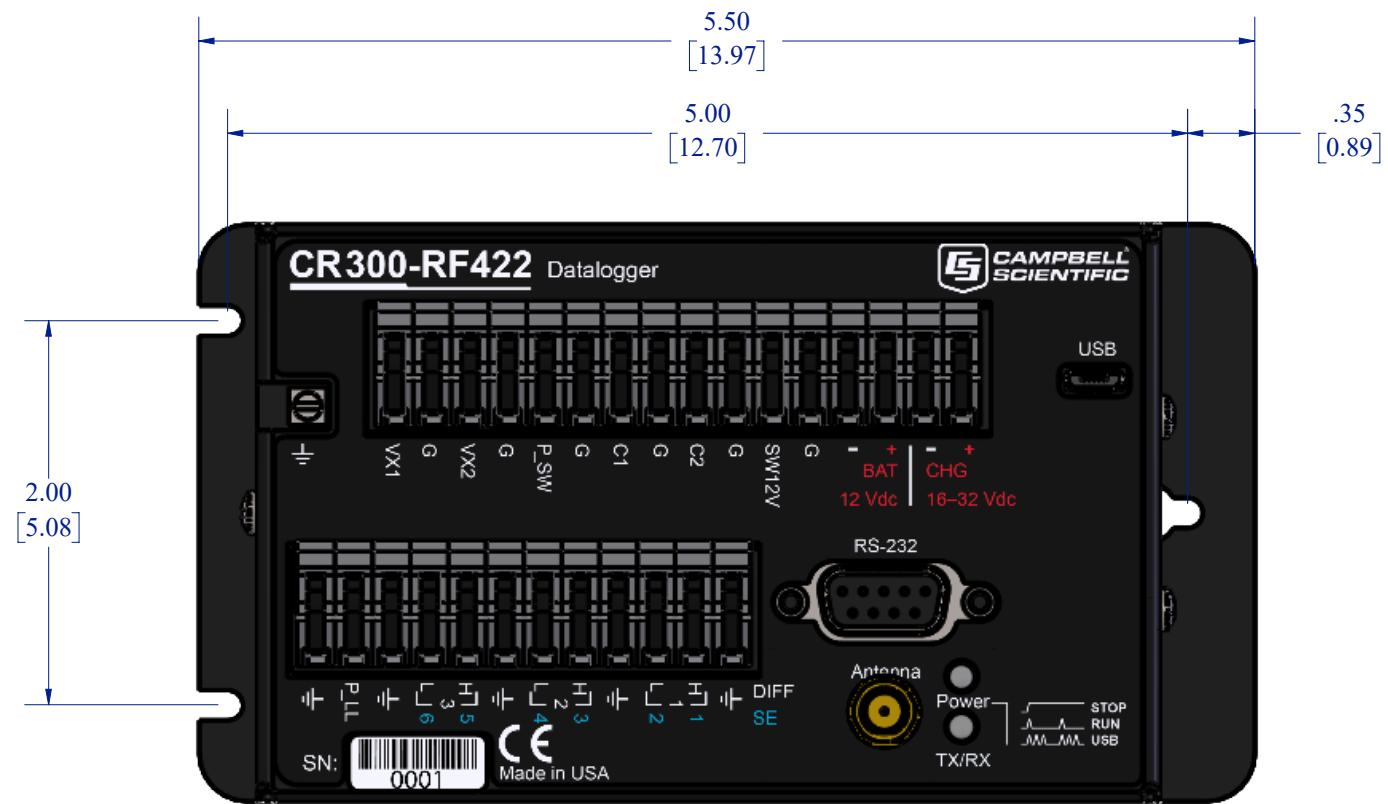 5.50
[13.97]
5.00
[12.70]
.35
[0.89]
CR300-RF422 Datalogger
CAMPBELL
SCIENTIFIC
USB
2.00
[5.08]
VX1 G VX2 G P_SW G C1 G C2 G SW12V G - + - +
BAT CHG
12 Vdc 16–32 Vdc
RS-232
P_LL L 3 H L 2 H L 1 H DIFF
6 5 4 3 2 1 SE
Antenna
Power
STOP
RUN
USB
TX/RX
SN:
0001
CE
Made in USA